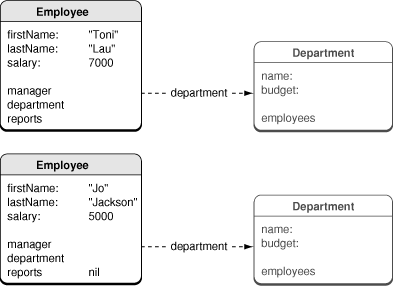 Employee
firstName: "Toni"
lastName: "Lau"
salary: 7000
manager
department
reports
department
Department
name:
budget:
employees
Employee
firstName: "Jo"
lastName: "Jackson"
salary: 5000
manager
department
reports nil
department
Department
name:
budget:
employees